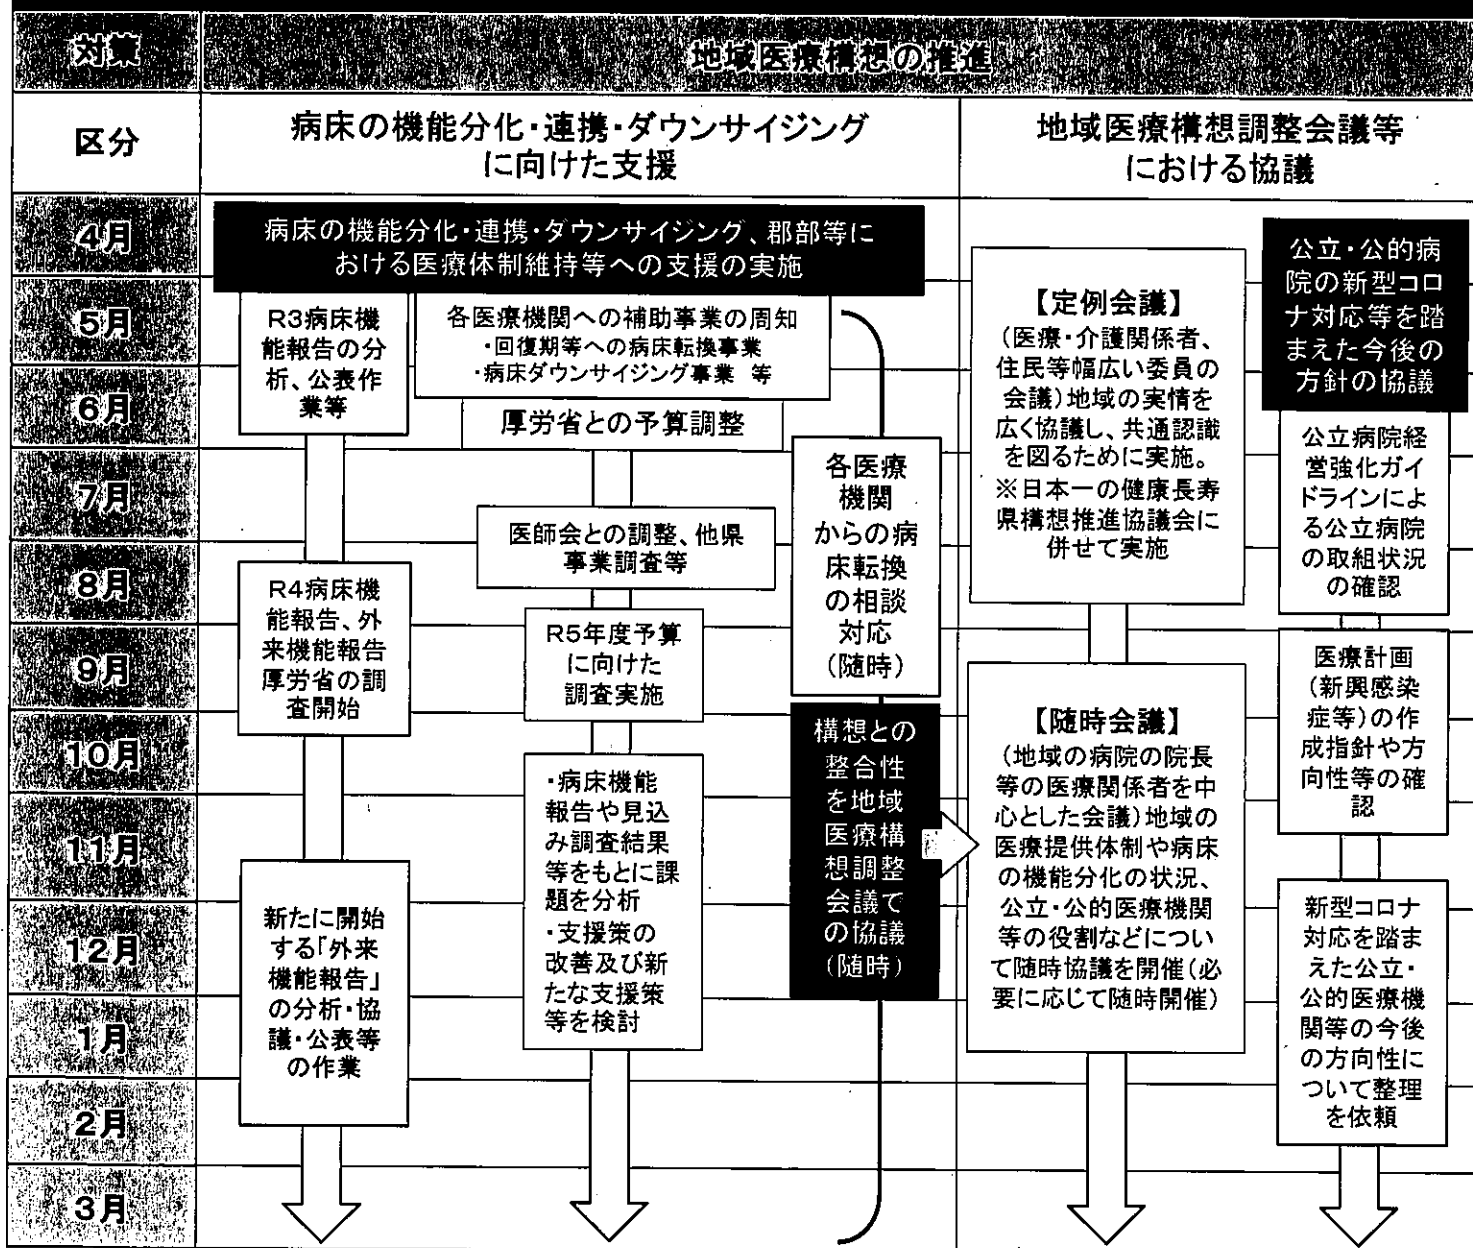 対策
地域医療構想の推進
区分
病床の機能分化・連携・ダウンサイジング
に向けた支援
地域医療構想調整会議等
における協議
4月
5月
6月
7月
8月
9月
10月
11月
12月
1月
2月
3月
病床の機能分化・連携・ダウンサイジング、郡部等に
おける医療体制維持等への支援の実施
R3病床機
能報告の分
析、公表作
業等
R4病床機
能報告、外
来機能報告
厚労省の調
査開始
新たに開始
する「外来
機能報告」
の分析・協
議・公表等
の作業
各医療機関への補助事業の周知
・回復期等への病床転換事業
・病床ダウンサイジング事業 等
厚労省との予算調整
医師会との調整、他県
事業調査等
R5年度予算
に向けた
調査実施
・病床機能
報告や見込
み調査結果
等をもとに課
題を分析
・支援策の
改善及び新
たな支援策
等を検討
各医療
機関
からの病
床転換
の相談
対応
(随時)
構想との
整合性
を地域
医療構
想調整
会議で
の協議
(随時)
【定例会議】
(医療・介護関係者、
住民等幅広い委員の
会議)地域の実情を
広く協議し、共通認識
を図るために実施。
※日本一の健康長寿
県構想推進協議会に
併せて実施
【随時会議】
(地域の病院の院長
等の医療関係者を中
心とした会議)地域の
医療提供体制や病床
の機能分化の状況、
公立・公的医療機関
等の役割などについ
て随時協議を開催(必
要に応じて随時開催)
公立・公的病
院の新型コロ
ナ対応等を踏
まえた今後の
方針の協議
公立病院経
営強化ガイ
ドラインによ
る公立病院
の取組状況
の確認
医療計画
(新興感染
症等)の作
成指針や方
向性等の確
認
新型コロナ
対応を踏ま
えた公立・
公的医療機
関等の今後
の方向性に
ついて整理
を依頼